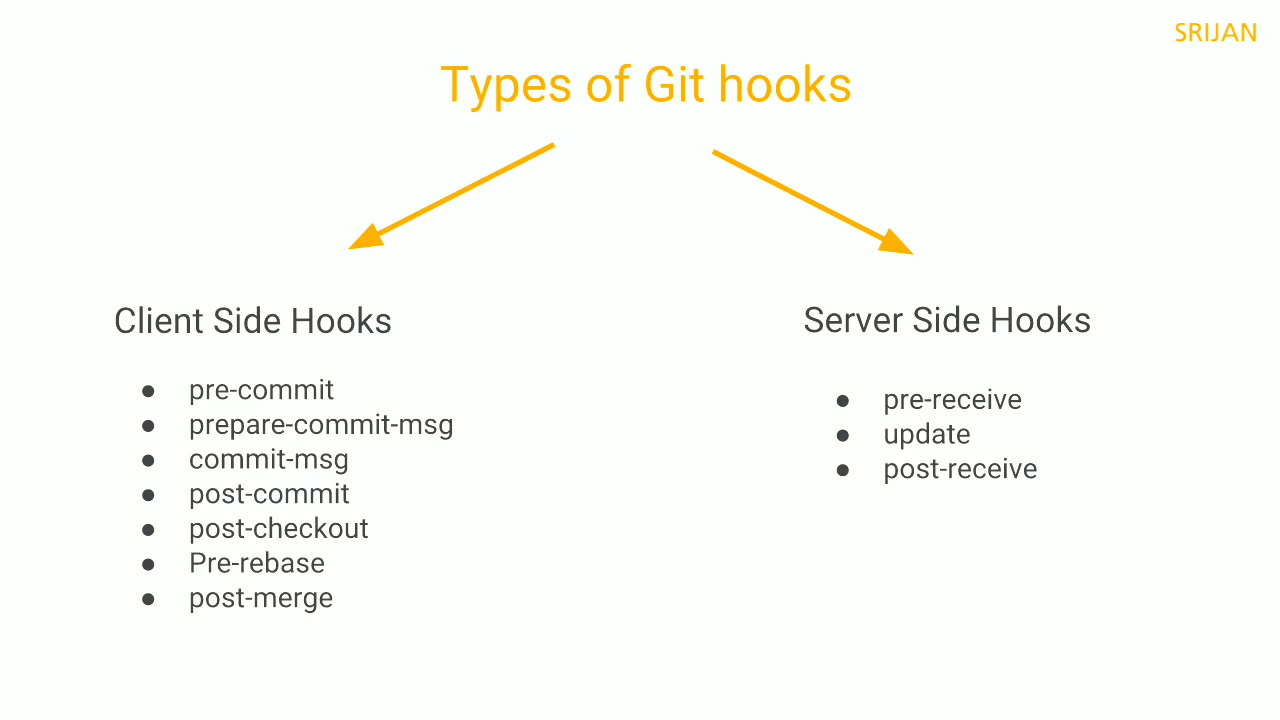 SRIJAN
Types of Git hooks
Client Side Hooks
● pre-commit
● prepare-commit-msg
● commit-msg
● post-commit
● post-checkout
● Pre-rebase
● post-merge
Server Side Hooks
● pre-receive
● update
● post-receive